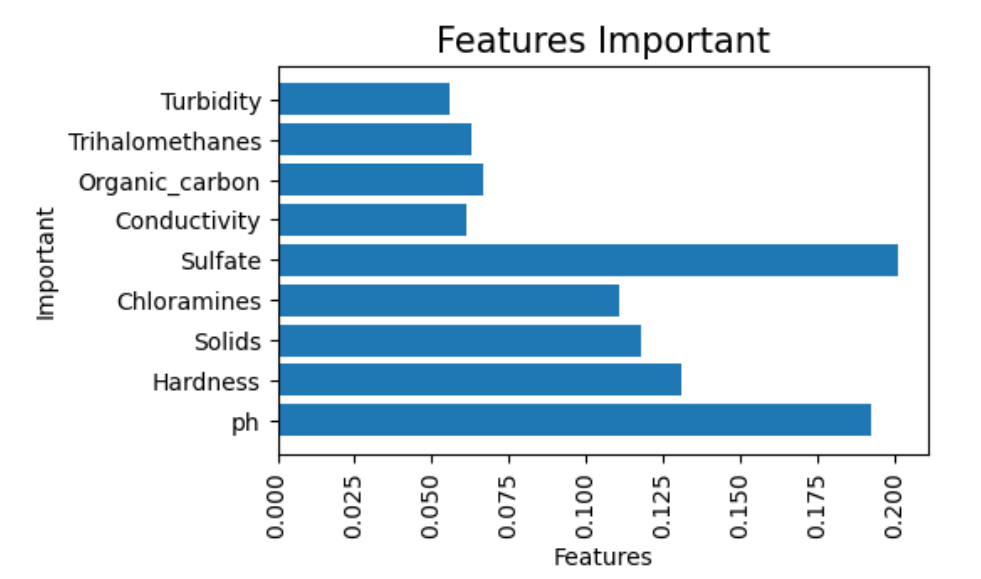 Features Important
Turbidity
Trihalomethanes
Organic_carbon
Conductivity
Sulfate
Chloramines
Solids
Hardness
ph
Important
0.000
0.025
0.050
0.075
0.100
0.125
0.150
0.175
0.200
Features